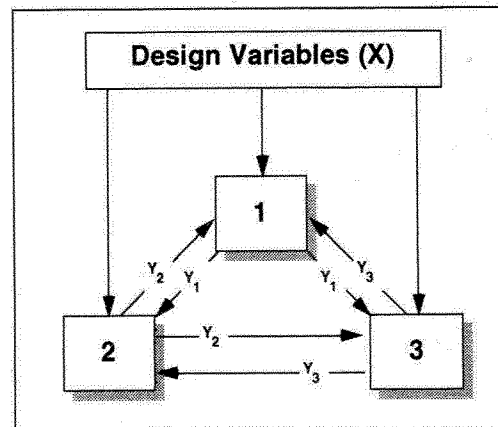 Design Variables (X)
1
Y2 Y1 Y1 Y3
2 Y2 3
Y3